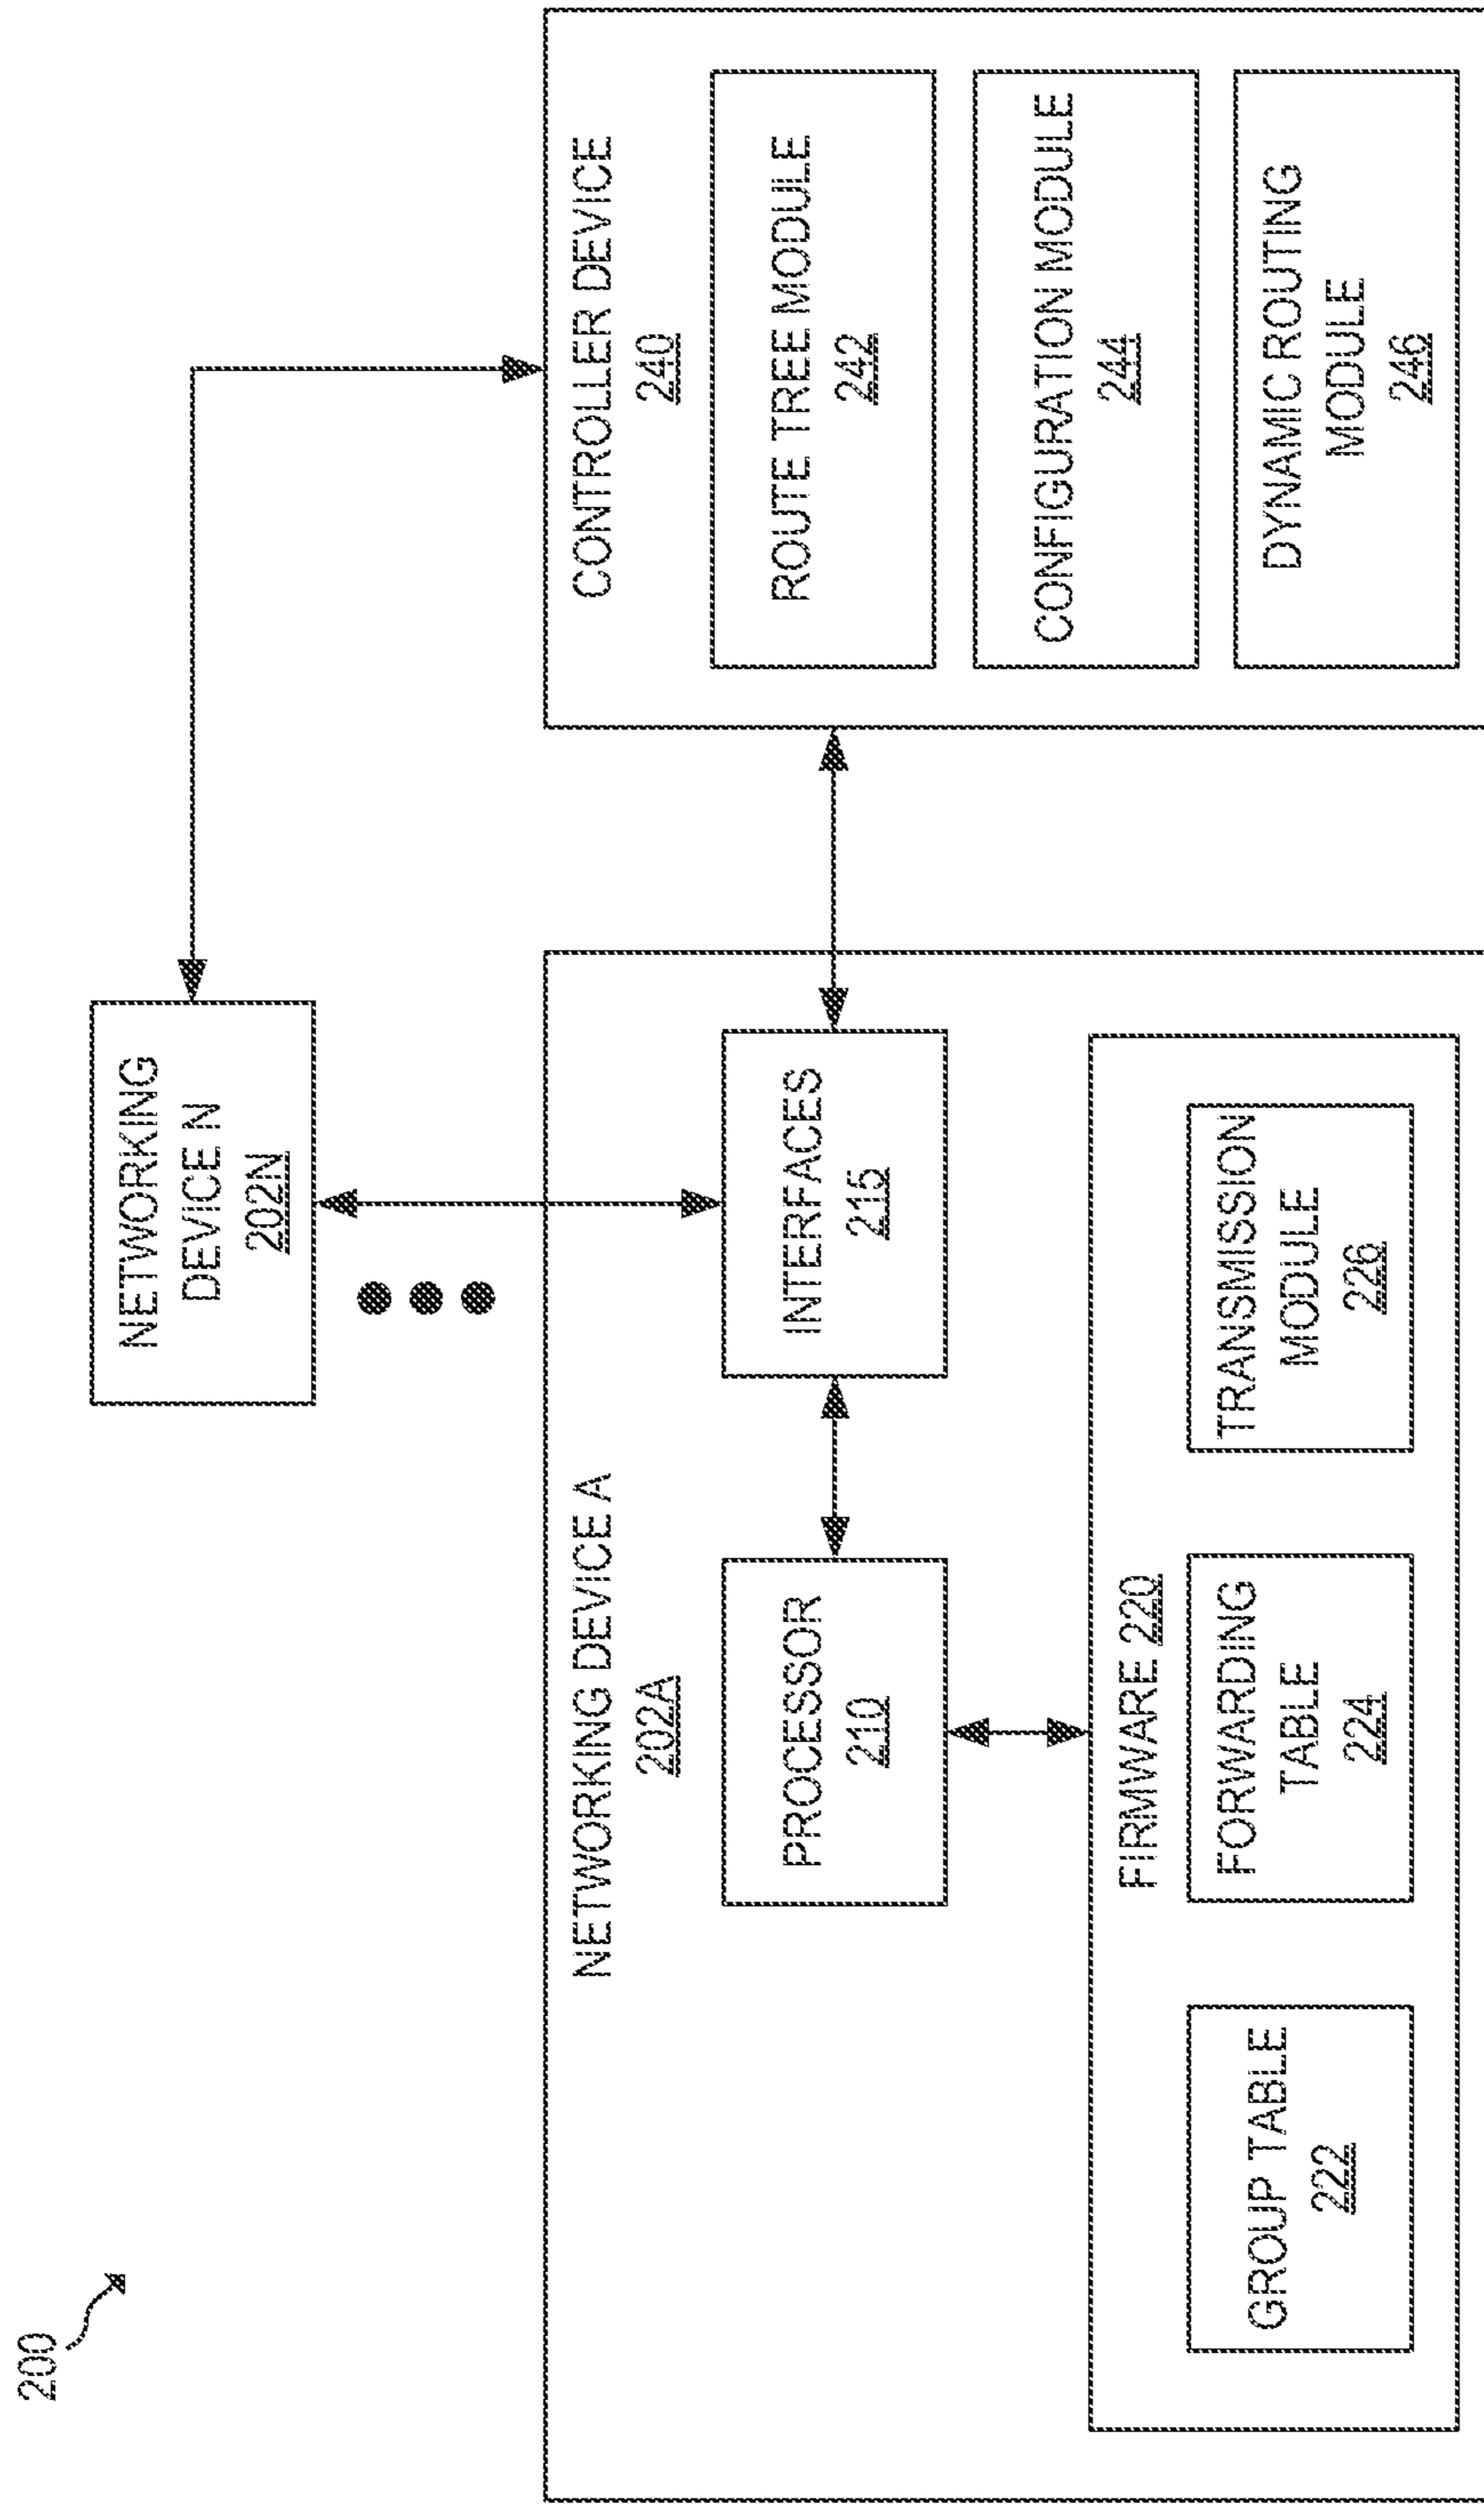 200
NETWORKING
DEVICE N
202N
NETWORKING DEVICE A
202A
PROCESSOR
210
INTERFACES
215
FIRMWARE 220
GROUP TABLE
222
FORWARDING
TABLE
224
TRANSMISSION
MODULE
226
CONTROLLER DEVICE
240
ROUTE TREE MODULE
242
CONFIGURATION MODULE
244
DYNAMIC ROUTING
MODULE
246